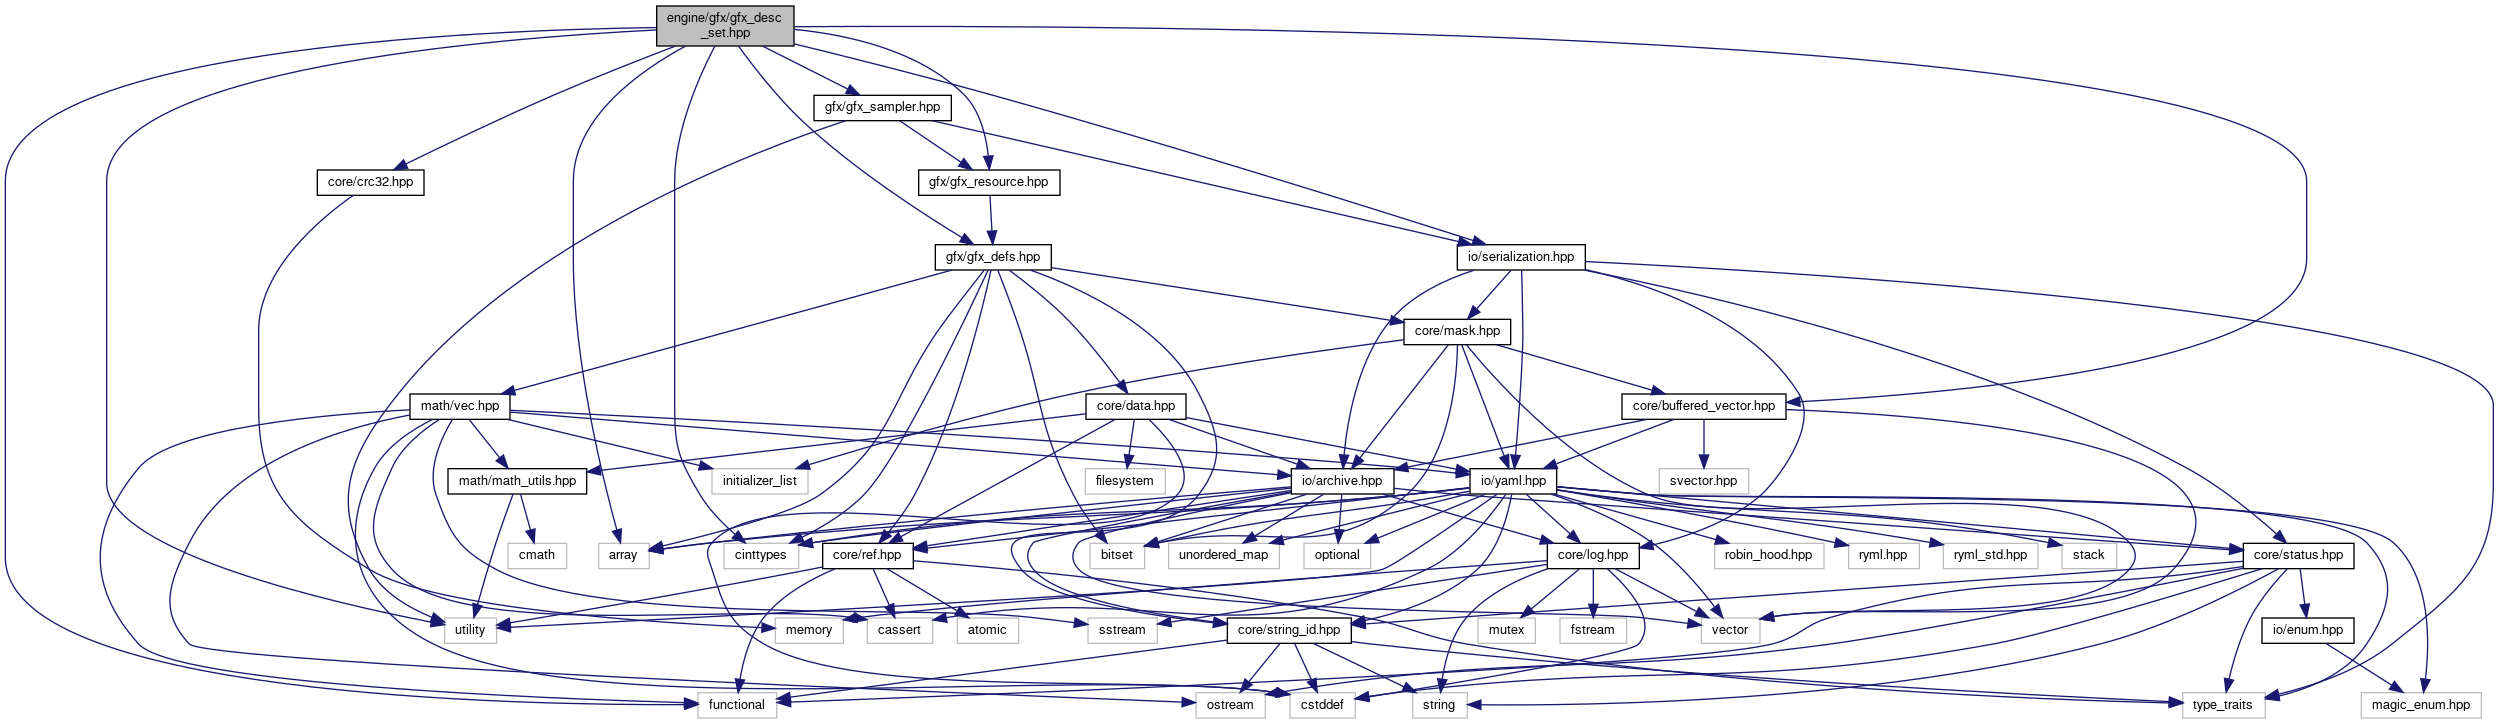 engine/gfx/gfx_desc
_set.hpp
gfx/gfx_sampler.hpp
core/crc32.hpp
gfx/gfx_resource.hpp
gfx/gfx_defs.hpp
io/serialization.hpp
core/mask.hpp
math/vec.hpp
core/data.hpp
core/buffered_vector.hpp
math/math_utils.hpp
initializer_list
filesystem
io/archive.hpp
io/yaml.hpp
svector.hpp
cmath
array
cinttypes
core/ref.hpp
bitset
unordered_map
optional
core/log.hpp
robin_hood.hpp
ryml.hpp
ryml_std.hpp
stack
core/status.hpp
utility
memory
cassert
atomic
sstream
core/string_id.hpp
mutex
fstream
vector
io/enum.hpp
functional
ostream
cstddef
string
type_traits
magic_enum.hpp